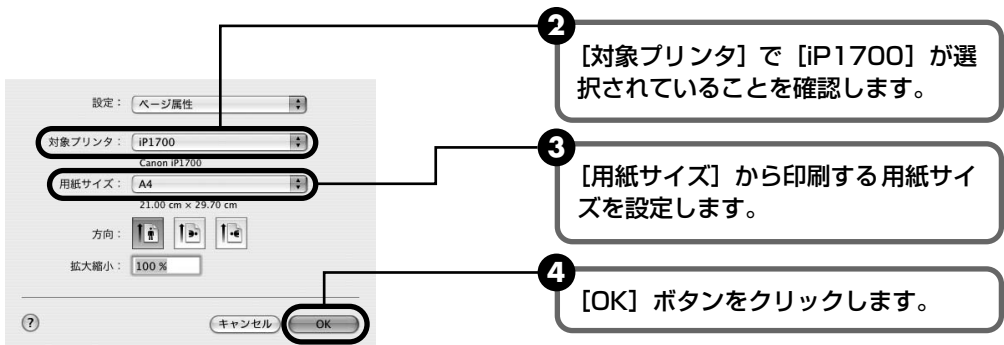 設定： ページ属性
対象プリンタ： iP1700
Canon iP1700
用紙サイズ： A4
21.00 cm × 29.70 cm
方向：
拡大縮小： 100 %
?
キャンセル OK
2
［対象プリンタ］で［iP1700］が選
択されていることを確認します。
3
［用紙サイズ］から印刷する用紙サイ
ズを設定します。
4
［OK］ボタンをクリックします。